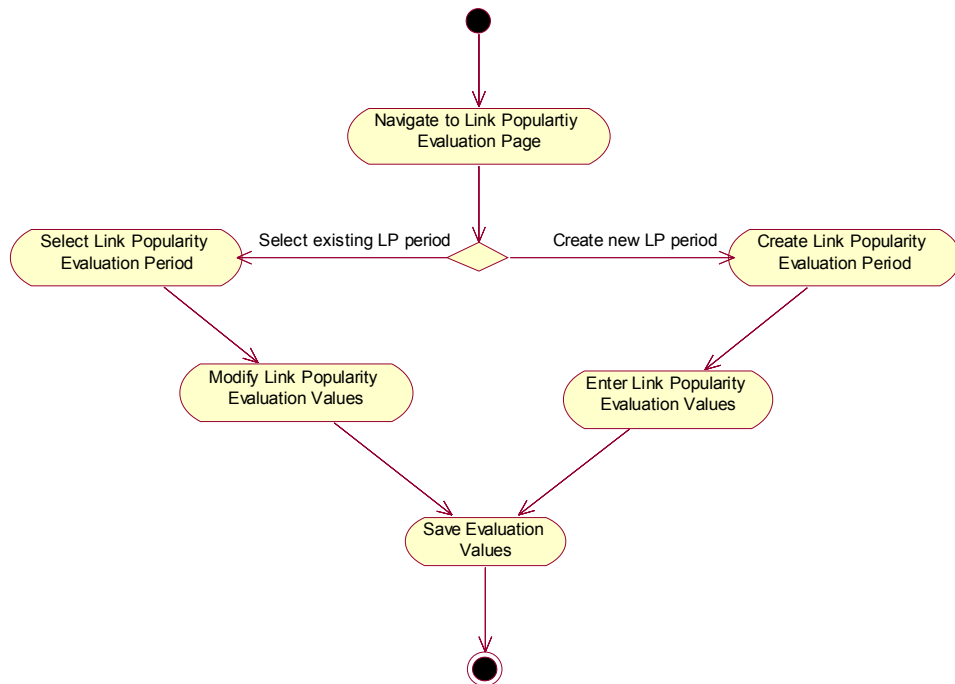 Navigate to Link Populartiy
Evaluation Page
Select existing LP period
Create new LP period
Select Link Popularity
Evaluation Period
Create Link Popularity
Evaluation Period
Modify Link Popularity
Evaluation Values
Enter Link Popularity
Evaluation Values
Save Evaluation
Values